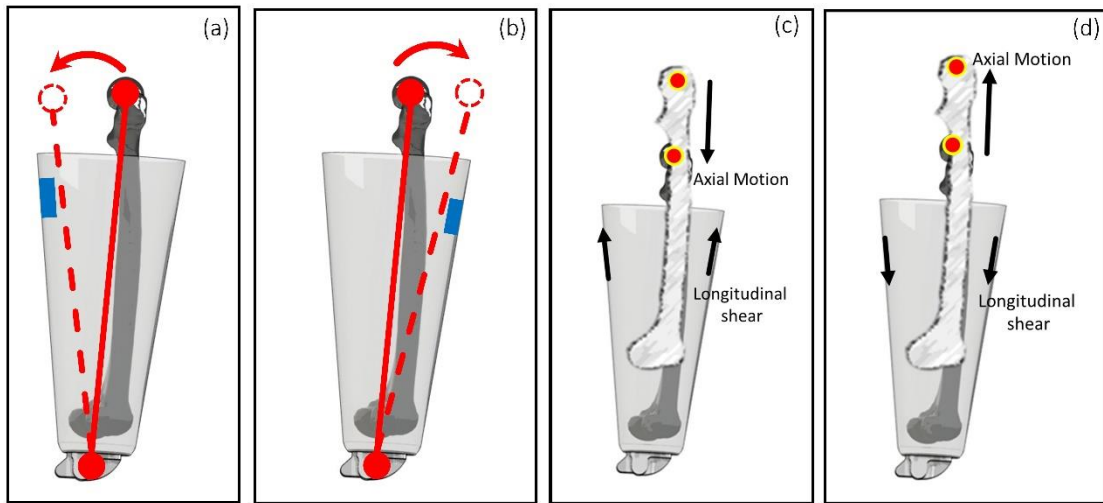 (a)
(b)
(c)
Axial Motion
Longitudinal
shear
(d)
Axial Motion
Longitudinal
shear